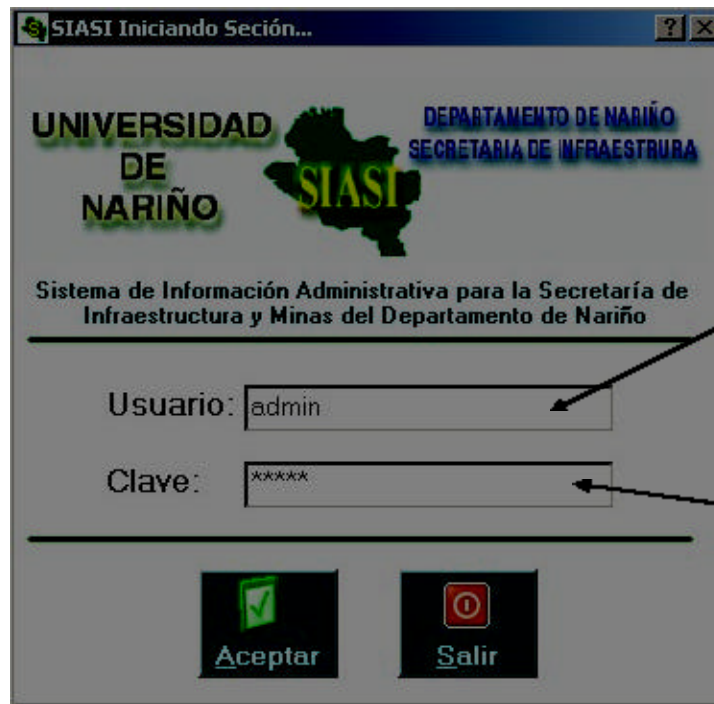 SIASI Iniciando Seción...
UNIVERSIDAD
DE
NARIÑO
SIASI
DEPARTAMENTO DE NARIÑO
SECRETARIA DE INFRAESTRURA
Sistema de Información Administrativa para la Secretaría de
Infraestructura y Minas del Departamento de Nariño
Usuario: admin
Clave: *****
Aceptar
Salir